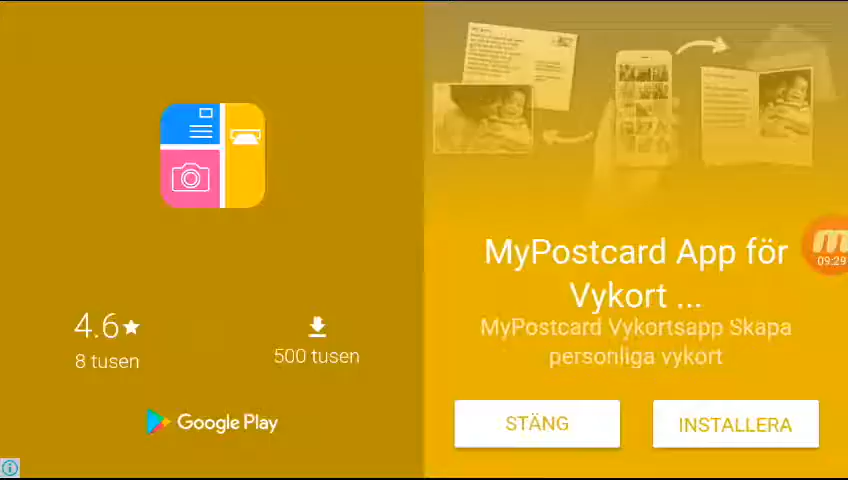 4.6★
8 tusen
500 tusen
Google Play
MyPostcard App för
Vykort ...
MyPostcard Vykortsapp Skapa
personliga vykort
STÄNG
INSTALLERA
09:29